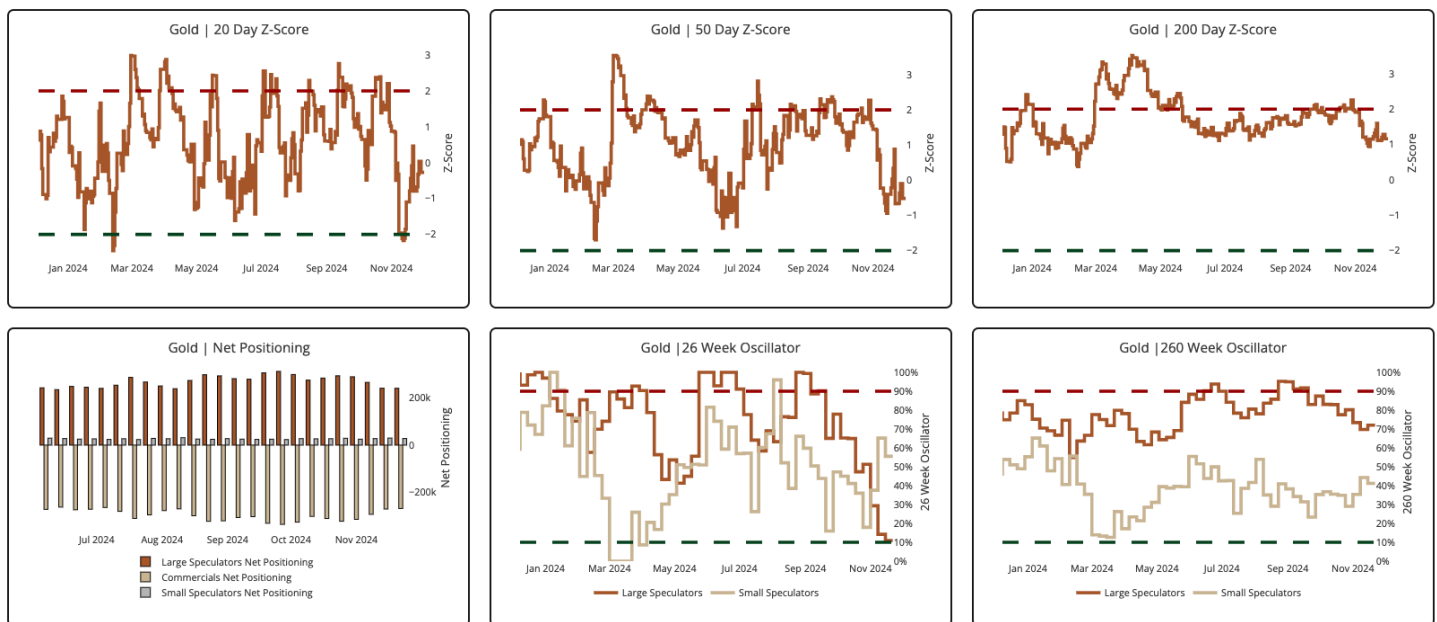 Gold | 20 Day Z-Score
3
2
1
0
−1
−2
Z-Score
Jan 2024
Mar 2024
May 2024
Jul 2024
Sep 2024
Nov 2024
Gold | 50 Day Z-Score
3
2
1
0
−1
−2
Z-Score
Jan 2024
Mar 2024
May 2024
Jul 2024
Sep 2024
Nov 2024
Gold | 200 Day Z-Score
3
2
1
0
−1
−2
Z-Score
Jan 2024
Mar 2024
May 2024
Jul 2024
Sep 2024
Nov 2024
Gold | Net Positioning
200k
0
−200k
Net Positioning
Jul 2024
Aug 2024
Sep 2024
Oct 2024
Nov 2024
Large Speculators Net Positioning
Commercials Net Positioning
Small Speculators Net Positioning
Gold |26 Week Oscillator
100%
90%
80%
70%
60%
50%
40%
30%
20%
10%
0%
26 Week Oscillator
Jan 2024
Mar 2024
May 2024
Jul 2024
Sep 2024
Nov 2024
Large Speculators
Small Speculators
Gold |260 Week Oscillator
100%
90%
80%
70%
60%
50%
40%
30%
20%
10%
0%
260 Week Oscillator
Jan 2024
Mar 2024
May 2024
Jul 2024
Sep 2024
Nov 2024
Large Speculators
Small Speculators